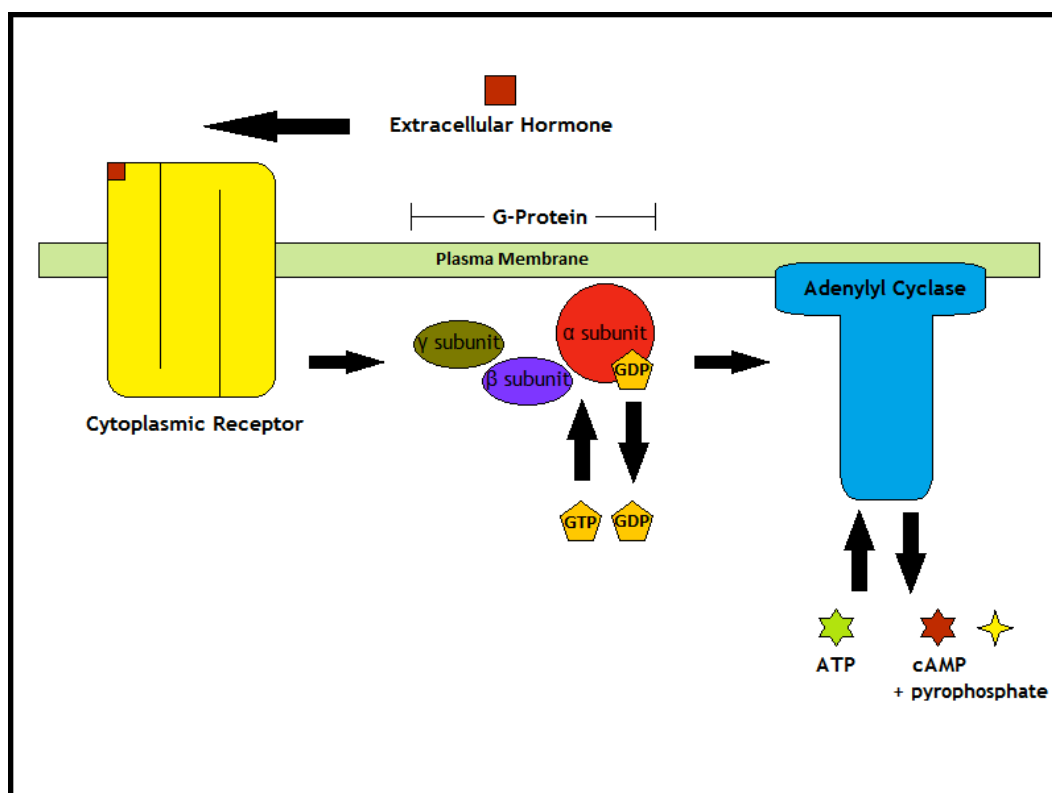 Extracellular Hormone
G-Protein
Plasma Membrane
Adenylyl Cyclase
α subunit
γ subunit
GDP
β subunit
Cytoplasmic Receptor
GTP
GDP
ATP
cAMP
+ pyrophosphate